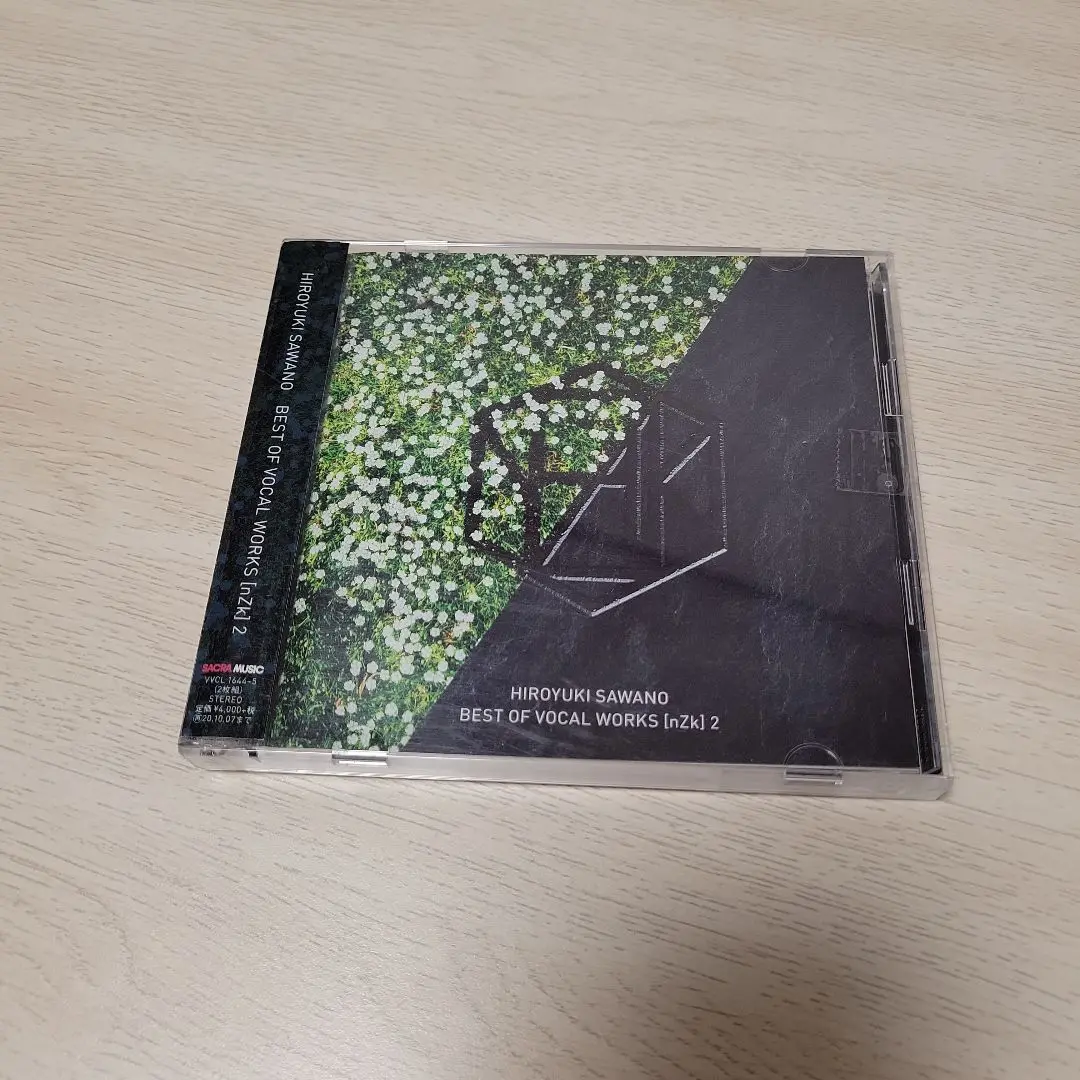 HIROYUKI SAWANO BEST OF VOCAL WORKS [nZk] 2
SACRA MUSIC
VVCL 1644-5
(2枚組)
STEREO
定価 ¥4,000+税
20.10.07まで
HIROYUKI SAWANO
BEST OF VOCAL WORKS [nZk] 2